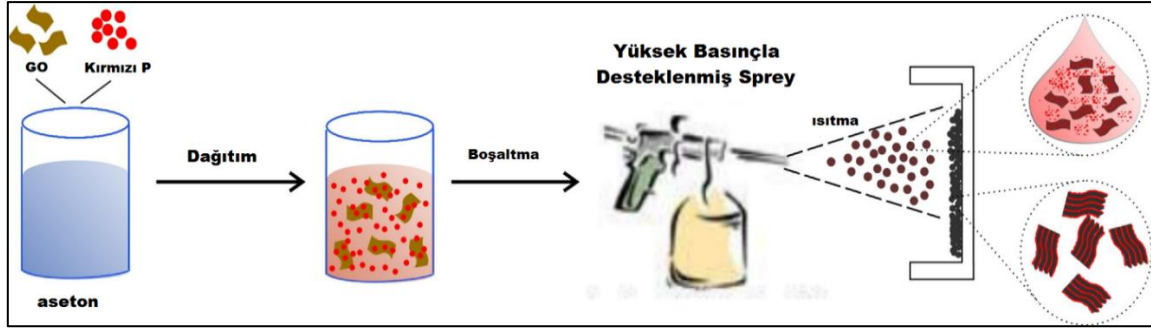 GO
Kırmızı P
Yüksek Basınçla
Desteklenmiş Sprey
ısıtma
Dağıtım
Boşaltma
aseton